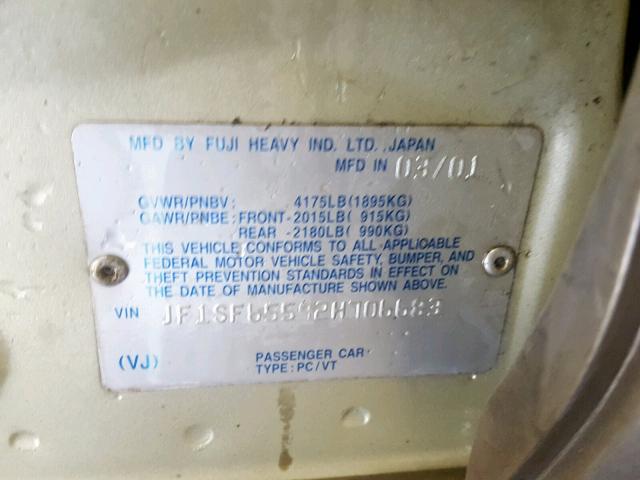 MFD BY FUJI HEAVY IND. LTD. JAPAN
MFD IN 03/01
GVWR/PNBV: 4175LB(1895KG)
GAWR/PNBE: FRONT-2015LB( 915KG)
REAR -2180LB( 990KG)
THIS VEHICLE CONFORMS TO ALL APPLICABLE
FEDERAL MOTOR VEHICLE SAFETY, BUMPER, AND
THEFT PREVENTION STANDARDS IN EFFECT ON
THE DATE OF MANUFACTURE SHOWN ABOVE.
VIN JF1SF65592H706683
(VJ) PASSENGER CAR
TYPE: PC/VT